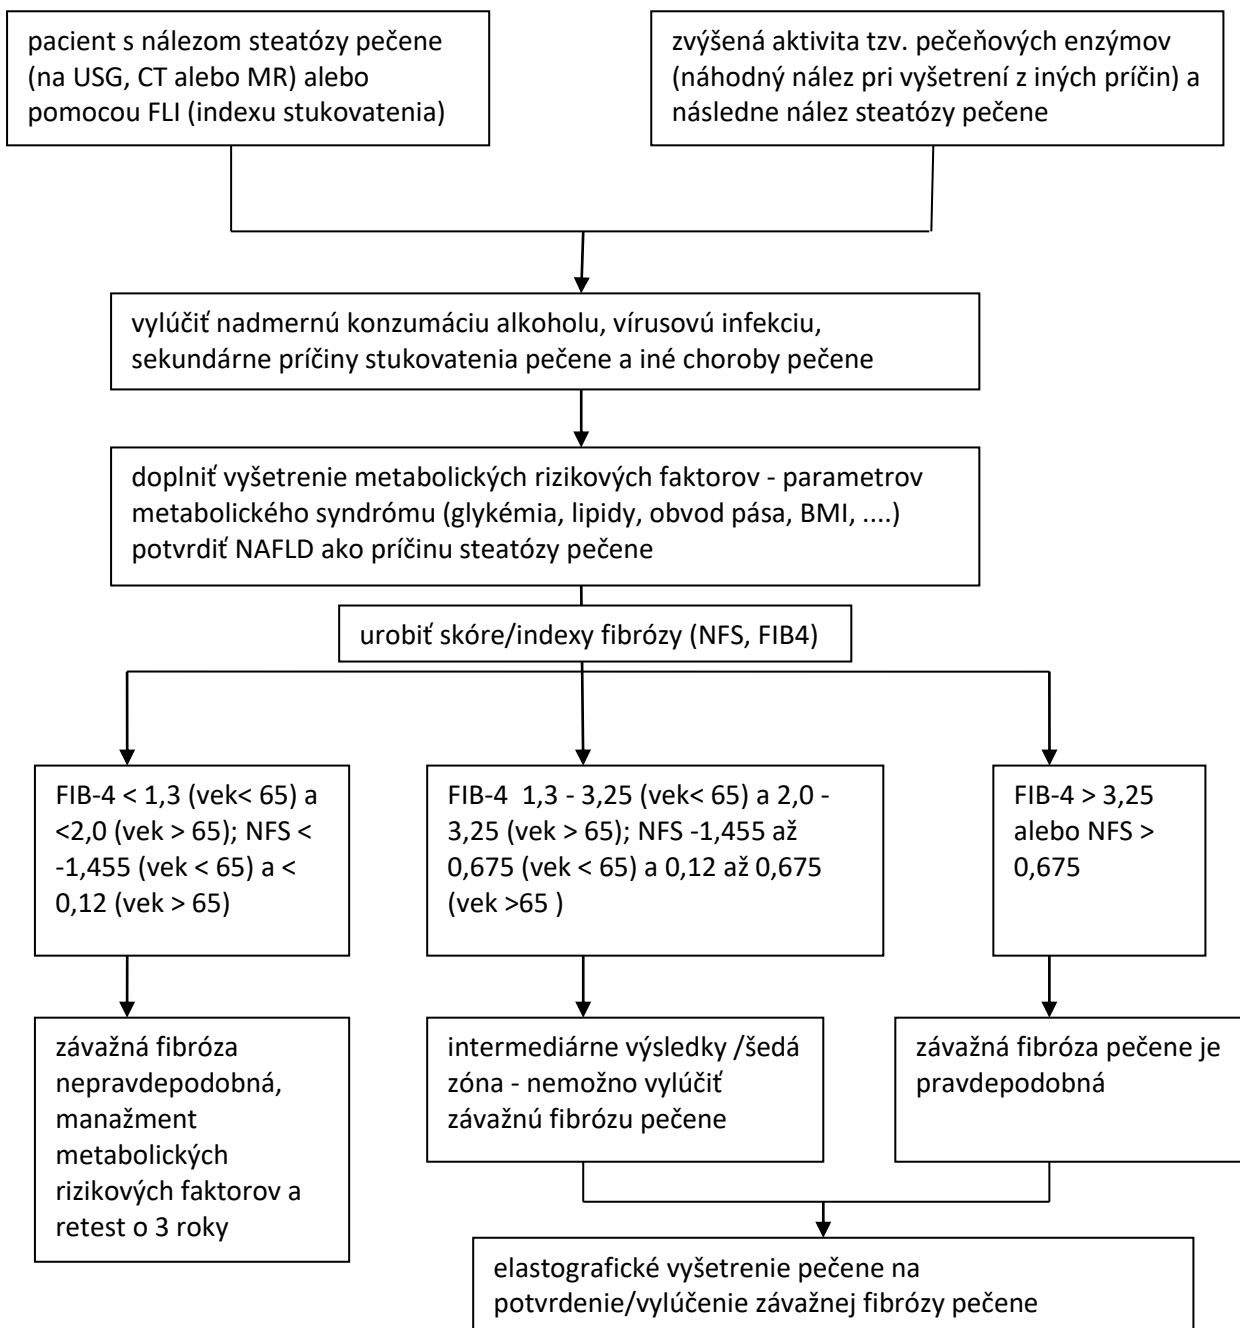 pacient s nálezom steatózy pečene
(na USG, CT alebo MR) alebo
pomocou FLI (indexu stukovatenia)
zvýšená aktivita tzv. pečeňových enzýmov
(náhodný nález pri vyšetrení z iných príčin) a
následne nález steatózy pečene
vylúčiť nadmernú konzumáciu alkoholu, vírusovú infekciu,
sekundárne príčiny stukovatenia pečene a iné choroby pečene
doplniť vyšetrenie metabolických rizikových faktorov - parametrov
metabolického syndrómu (glykémia, lipidy, obvod pása, BMI, ....)
potvrdiť NAFLD ako príčinu steatózy pečene
urobiť skóre/indexy fibrózy (NFS, FIB4)
FIB-4 < 1,3 (vek< 65) a
<2,0 (vek > 65); NFS <
-1,455 (vek < 65) a <
0,12 (vek > 65)
FIB-4  1,3 - 3,25 (vek< 65) a 2,0 -
3,25 (vek > 65); NFS -1,455 až
0,675 (vek < 65) a 0,12 až 0,675
(vek >65 )
FIB-4 > 3,25
alebo NFS >
0,675
závažná fibróza
nepravdepodobná,
manažment
metabolických
rizikových faktorov a
retest o 3 roky
intermediárne výsledky /šedá
zóna - nemožno vylúčiť
závažnú fibrózu pečene
závažná fibróza pečene je
pravdepodobná
elastografické vyšetrenie pečene na
potvrdenie/vylúčenie závažnej fibrózy pečene